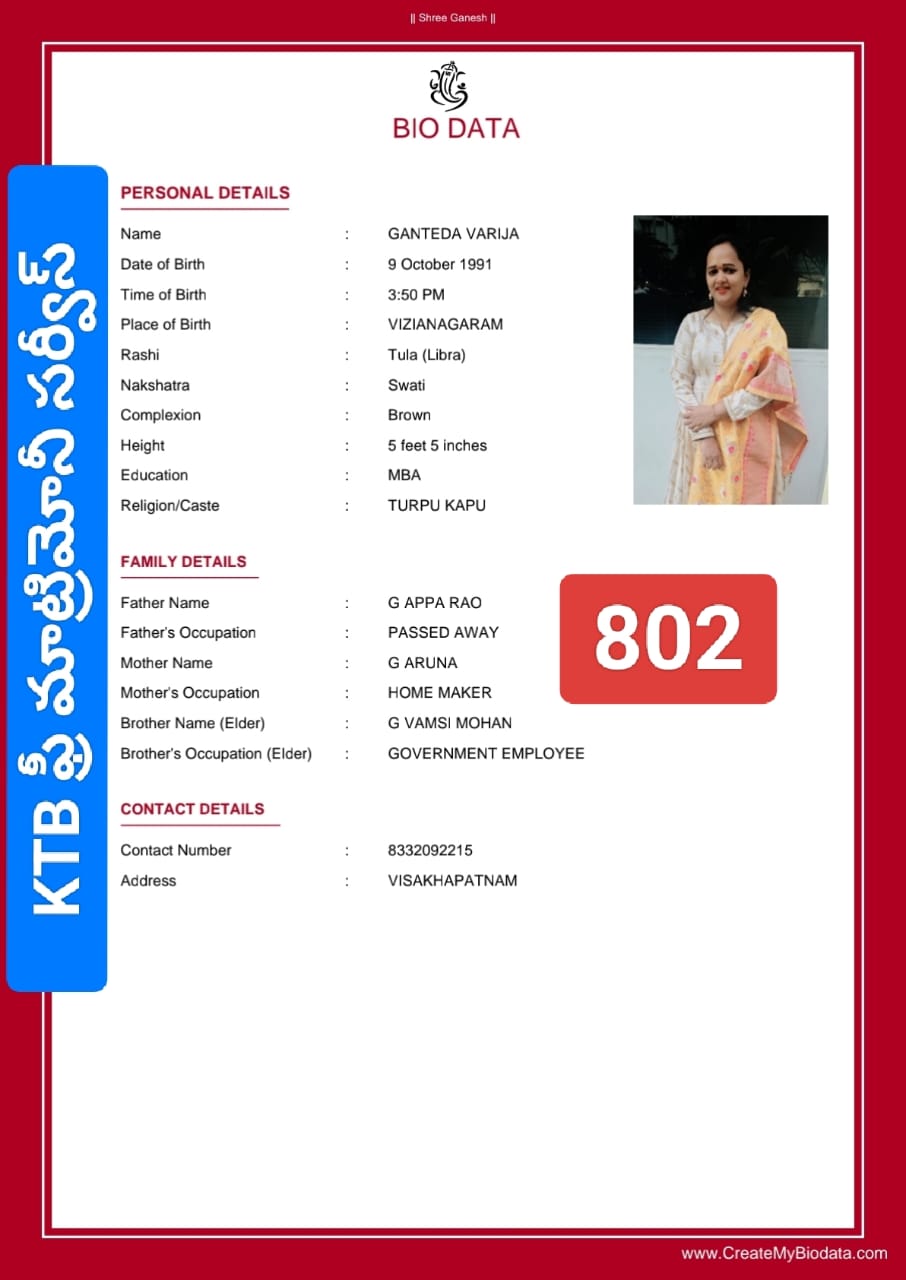 || Shree Ganesh ||
BIO DATA
KTB ఫ్రీ మాట్రిమోనీ సర్వీస్
PERSONAL DETAILS
Name : GANTEDA VARIJA
Date of Birth : 9 October 1991
Time of Birth : 3:50 PM
Place of Birth : VIZIANAGARAM
Rashi : Tula (Libra)
Nakshatra : Swati
Complexion : Brown
Height : 5 feet 5 inches
Education : MBA
Religion/Caste : TURPU KAPU
FAMILY DETAILS
Father Name : G APPA RAO
Father's Occupation : PASSED AWAY
Mother Name : G ARUNA
Mother's Occupation : HOME MAKER
Brother Name (Elder) : G VAMSI MOHAN
Brother's Occupation (Elder) : GOVERNMENT EMPLOYEE
802
CONTACT DETAILS
Contact Number : 8332092215
Address : VISAKHAPATNAM
www.CreateMyBiodata.com